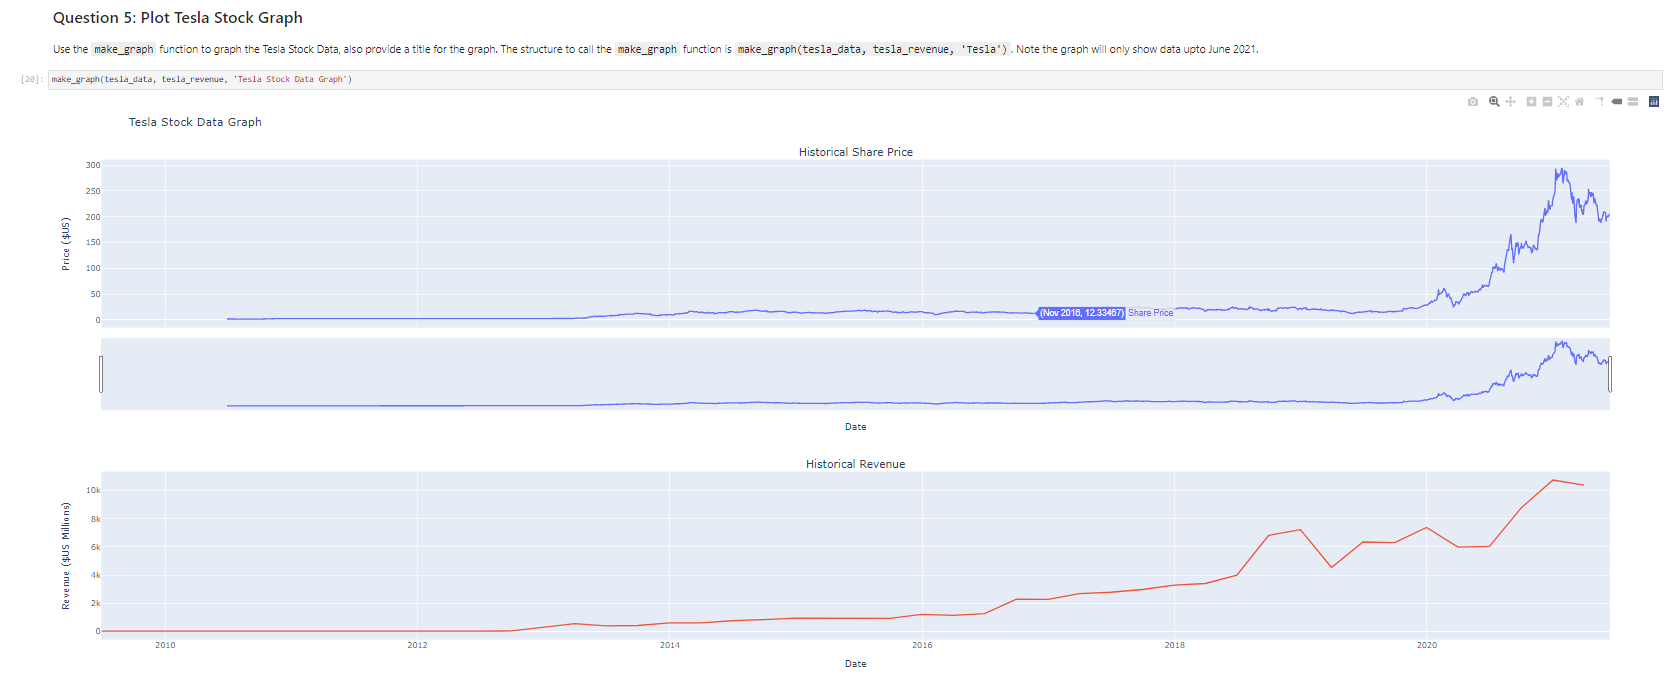 Question 5: Plot Tesla Stock Graph
Use the make_graph function to graph the Tesla Stock Data, also provide a title for the graph. The structure to call the make_graph function is make_graph(tesla_data, tesla_revenue, 'Tesla'). Note the graph will only show data upto June 2021.
[20]: make_graph(tesla_data, tesla_revenue, 'Tesla Stock Data Graph')
Tesla Stock Data Graph
Historical Share Price
Price ($US)
300
250
200
150
100
50
0
(Nov 2016, 12.33467) Share Price
Date
Historical Revenue
Revenue ($US Millions)
10k
8k
6k
4k
2k
0
2010 2012 2014 2016 2018 2020
Date